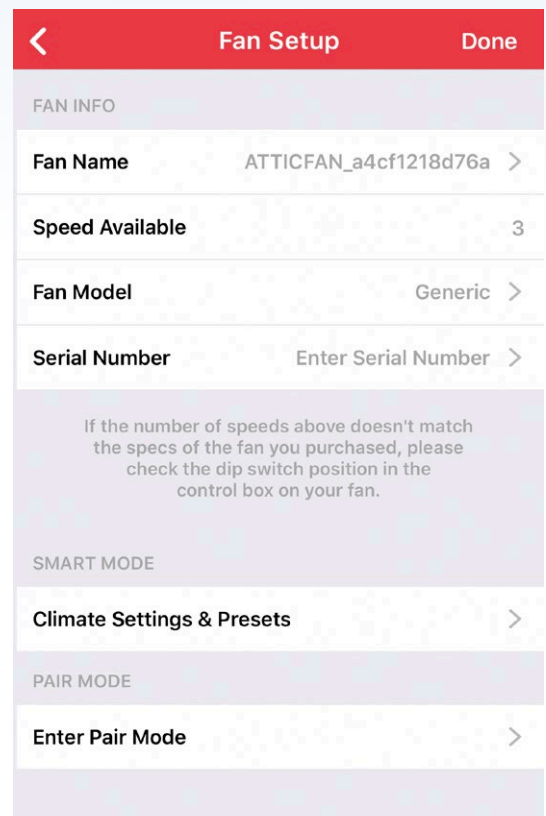 Fan Setup Done
FAN INFO
Fan Name ATTICFAN_a4cf1218d76a
Speed Available 3
Fan Model Generic
Serial Number Enter Serial Number
If the number of speeds above doesn't match
the specs of the fan you purchased, please
check the dip switch position in the
control box on your fan.
SMART MODE
Climate Settings & Presets
PAIR MODE
Enter Pair Mode